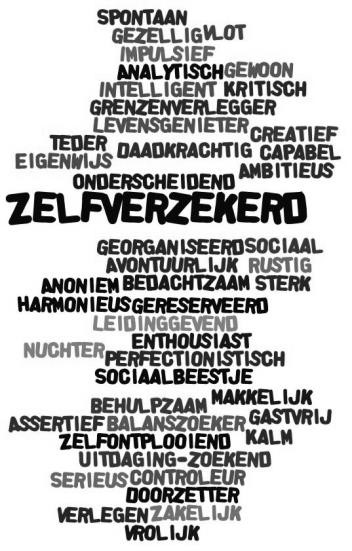 SPONTAAN
GEZELLIG VLOT
IMPULSIEF
ANALYTISCH GEWOON
INTELLIGENT KRITISCH
GRENZENVERLEGGER
LEVENSGENIETER CREATIEF
TEDER DAADKRACHTIG CAPABEL
EIGENWIJS AMBITIEUS
ONDERSCHEIDEND
ZELFVERZEKERD
GEORGANISEERD SOCIAAL
AVONTUURLIJK RUSTIG
ANONIEM BEDACHTZAAM STERK
HARMONIEUS GERESERVEERD
LEIDINGGEVEND
ENTHOUSIAST
NUCHTER PERFECTIONISTISCH
SOCIAALBEESTJE
BEHULPZAAM MAKKELIJK
ASSERTIEF BALANSZOEKER GASTVRIJ
ZELFONTPLOOIEND KALM
UITDAGING-ZOEKEND
SERIEUS CONTROLEUR
DOORZETTER
VERLEGEN ZAKELIJK
VROLIJK